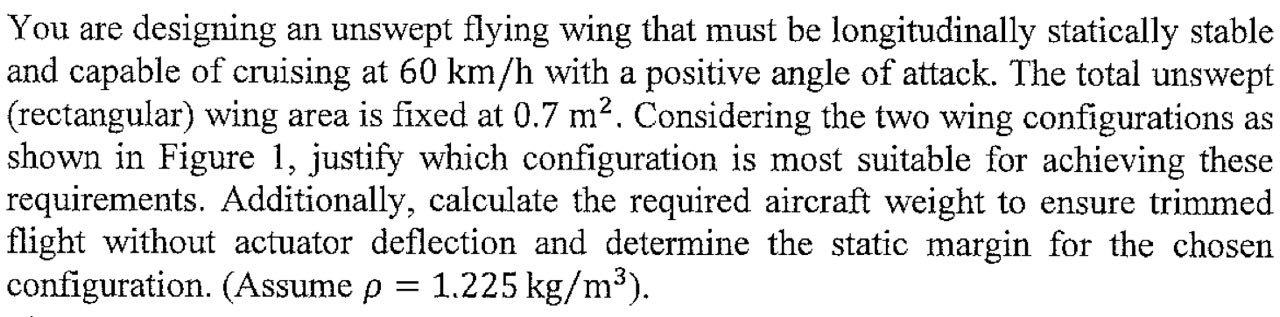 You are designing an unswept flying wing that must be longitudinally statically stable
and capable of cruising at 60 km/h with a positive angle of attack. The total unswept
(rectangular) wing area is fixed at 0.7 m². Considering the two wing configurations as
shown in Figure 1, justify which configuration is most suitable for achieving these
requirements. Additionally, calculate the required aircraft weight to ensure trimmed
flight without actuator deflection and determine the static margin for the chosen
configuration. (Assume ρ = 1.225 kg/m³).